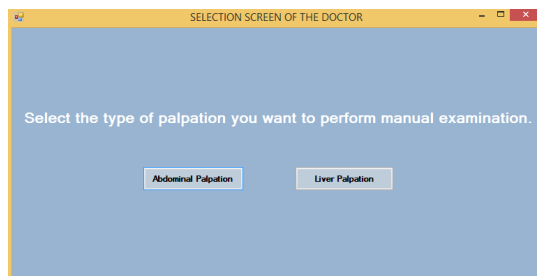 SELECTION SCREEN OF THE DOCTOR
Select the type of palpation you want to perform manual examination.
Abdominal Palpation Liver Palpation